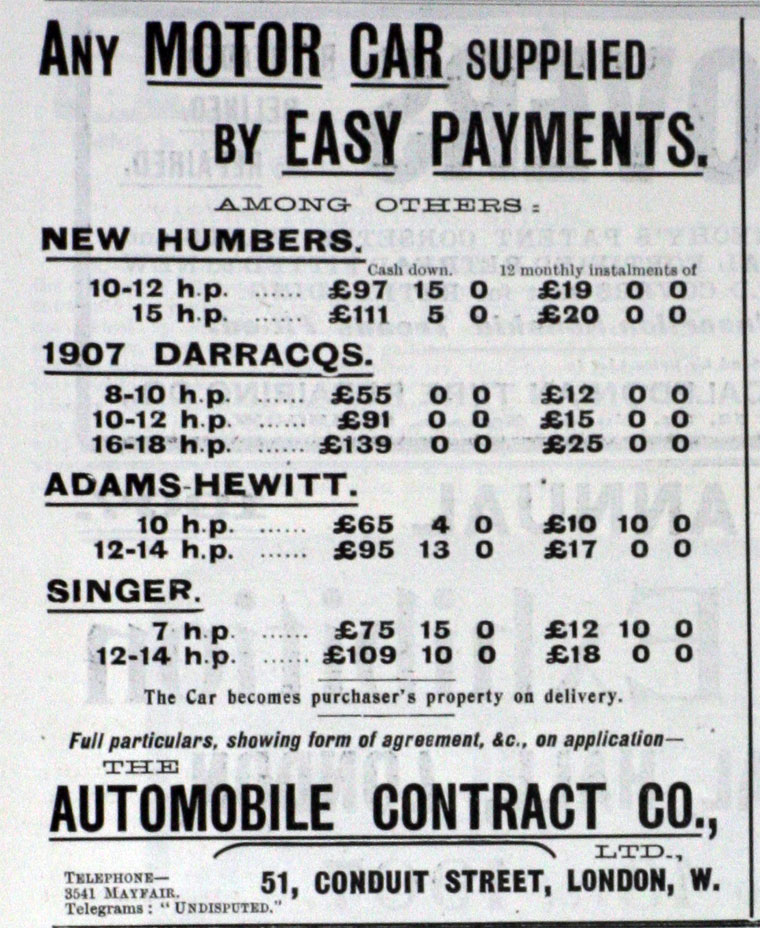 ANY MOTOR CAR SUPPLIED
BY EASY PAYMENTS.
AMONG OTHERS:
NEW HUMBERS.
Cash down. 12 monthly instalments of
10-12 h.p. ...... £97 15 0 £19 0 0
15 h.p. ...... £111 5 0 £20 0 0
1907 DARRACQS.
8-10 h.p. ...... £55 0 0 £12 0 0
10-12 h.p. ...... £91 0 0 £15 0 0
16-18 h.p. ...... £139 0 0 £25 0 0
ADAMS-HEWITT.
10 h.p. ...... £65 4 0 £10 10 0
12-14 h.p. ...... £95 13 0 £17 0 0
SINGER.
7 h.p. ...... £75 15 0 £12 10 0
12-14 h.p. ...... £109 10 0 £18 0 0
The Car becomes purchaser's property on delivery.
Full particulars, showing form of agreement, &c., on application—
THE
AUTOMOBILE CONTRACT CO.,
LTD.,
TELEPHONE—
3541 MAYFAIR.
Telegrams: "UNDISPUTED."
51, CONDUIT STREET, LONDON, W.